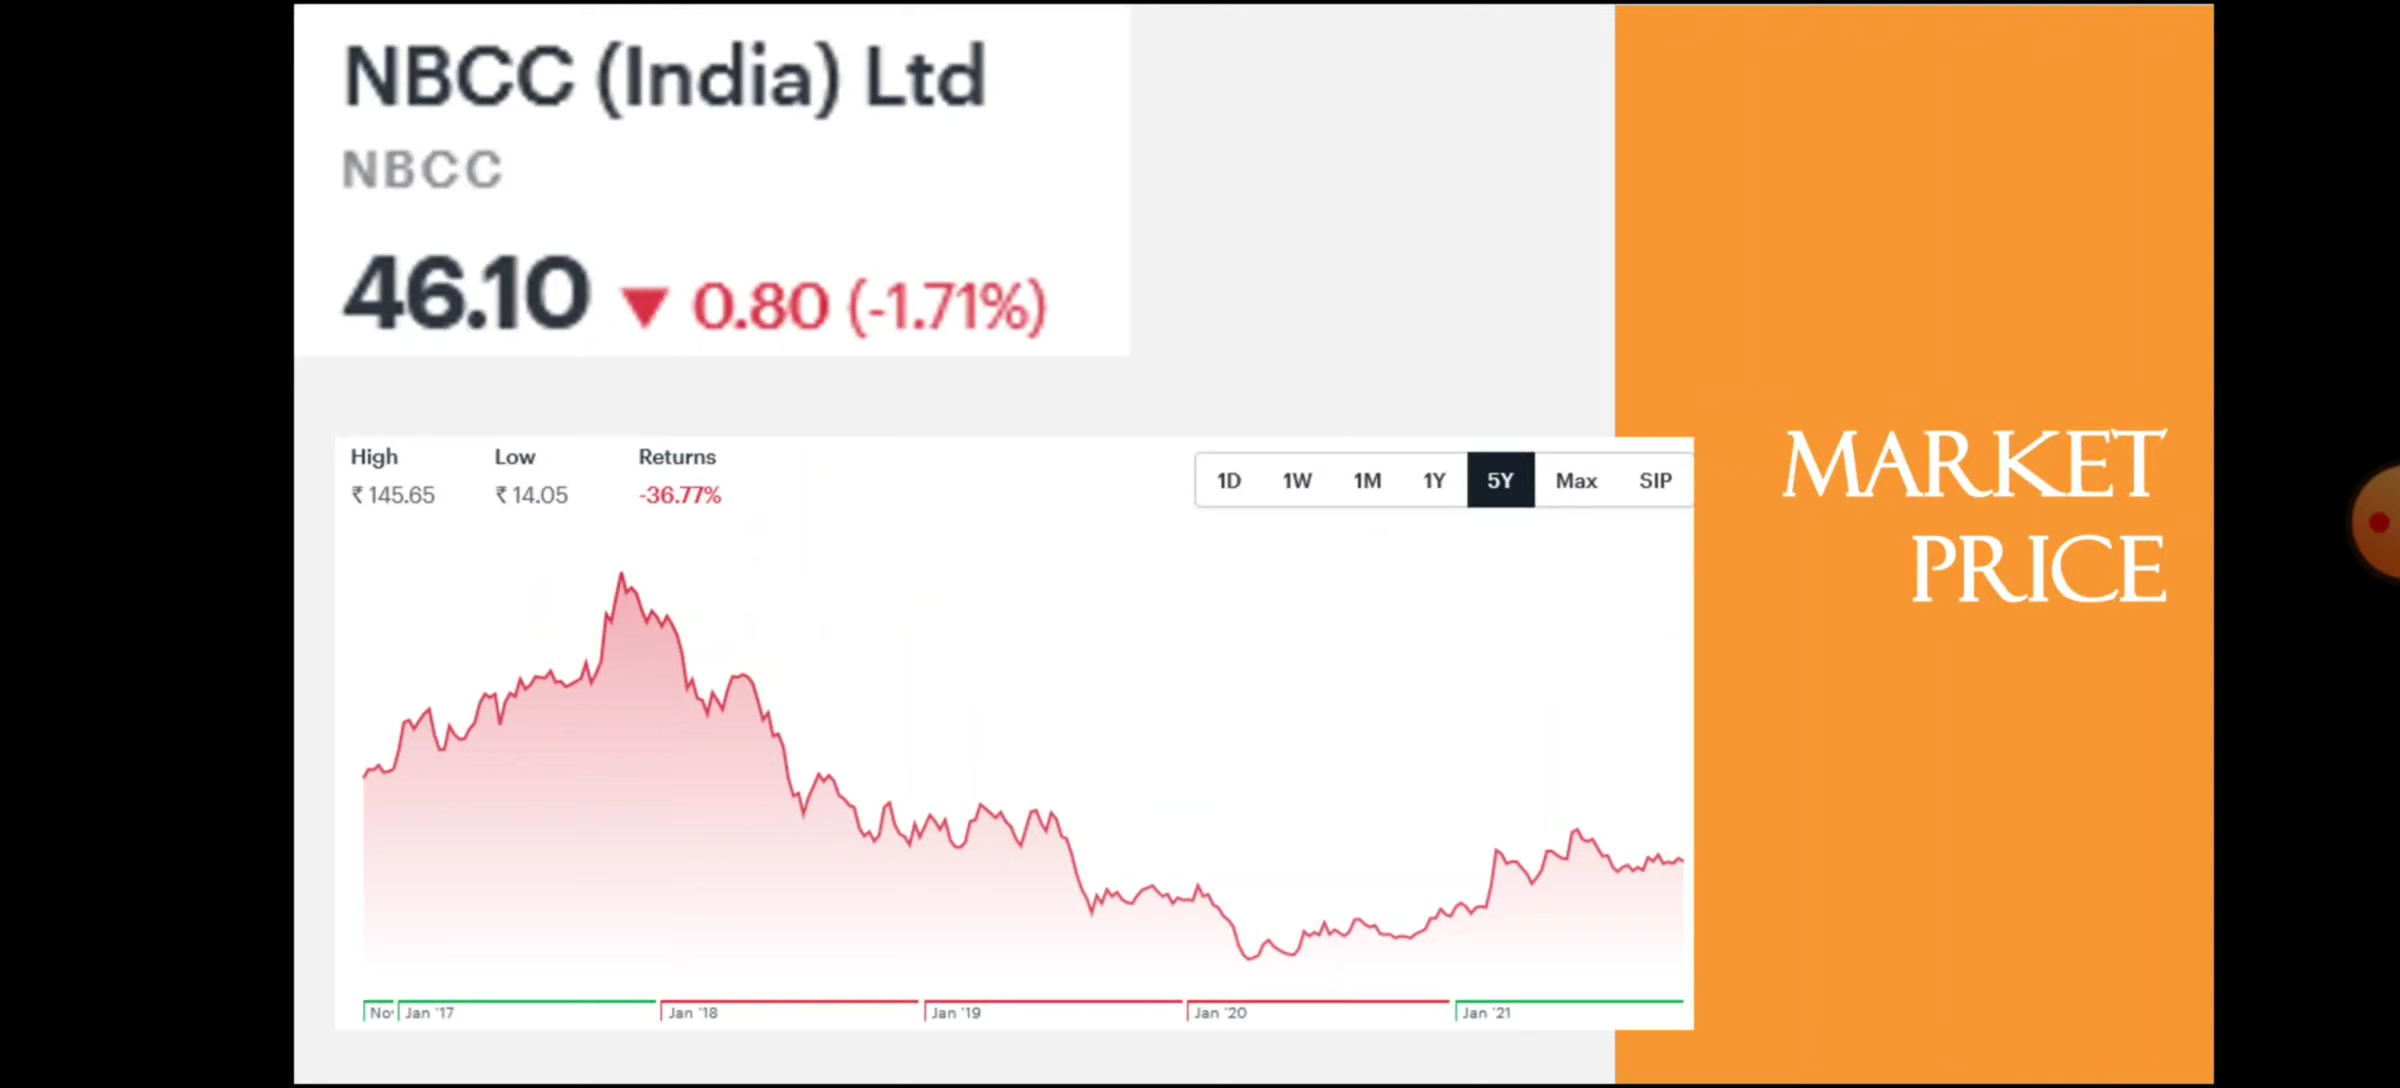 NBCC (India) Ltd
NBCC
46.10 ▼ 0.80 (-1.71%)
High Low Returns
₹ 145.65 ₹ 14.05 -36.77%
1D 1W 1M 1Y 5Y Max SIP
MARKET
PRICE
Jan '17 Jan '18 Jan '19 Jan '20 Jan '21